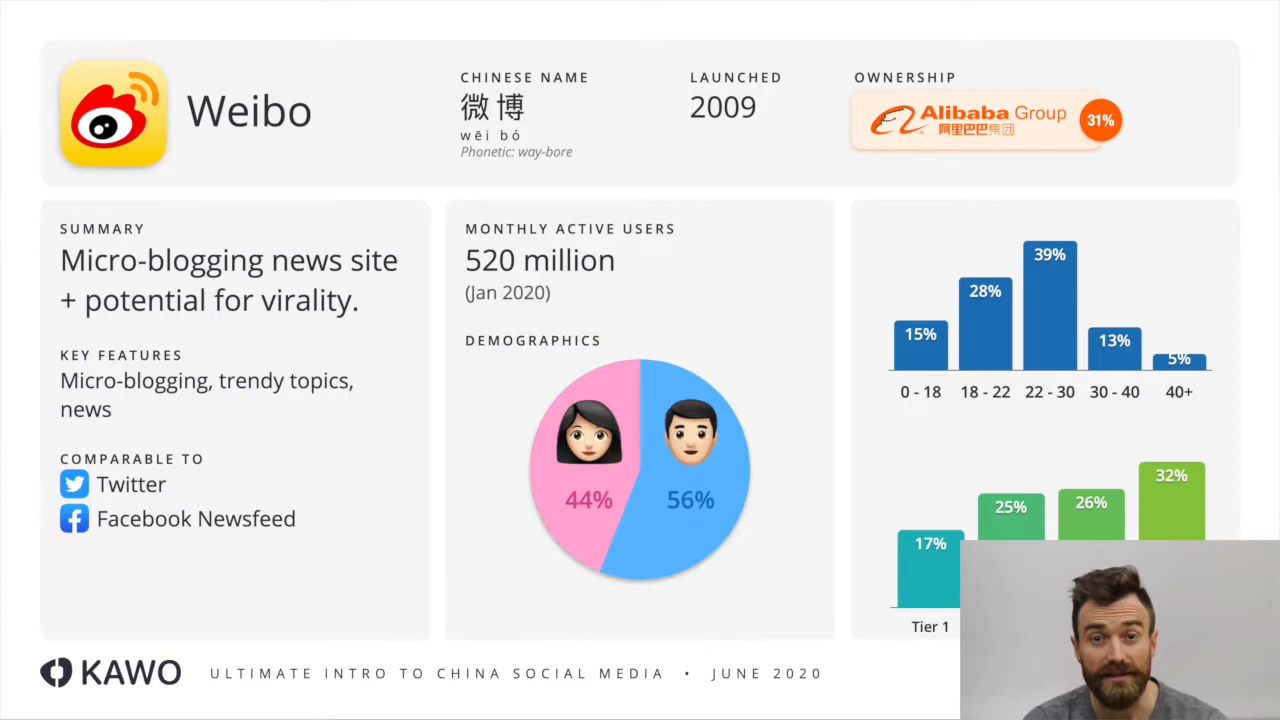 Weibo
CHINESE NAME
微博
wēi bó
Phonetic: way-bore
LAUNCHED
2009
OWNERSHIP
Alibaba Group
阿里巴巴集团
31%
SUMMARY
Micro-blogging news site
+ potential for virality.
KEY FEATURES
Micro-blogging, trendy topics,
news
COMPARABLE TO
Twitter
Facebook Newsfeed
MONTHLY ACTIVE USERS
520 million
(Jan 2020)
DEMOGRAPHICS
44%
56%
15%
28%
39%
13%
5%
0 - 18
18 - 22
22 - 30
30 - 40
40+
17%
25%
26%
32%
Tier 1
KAWO
ULTIMATE INTRO TO CHINA SOCIAL MEDIA • JUNE 2020